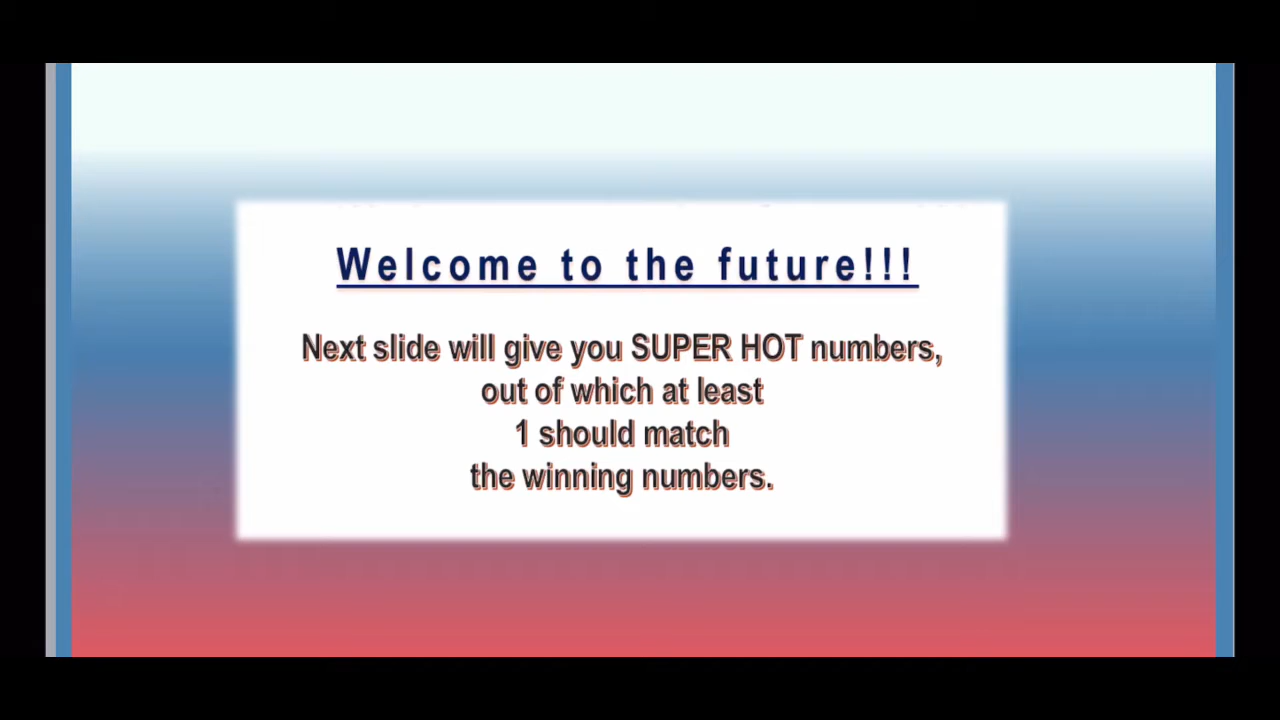 Welcome to the future!!!
Next slide will give you SUPER HOT numbers,
out of which at least
1 should match
the winning numbers.